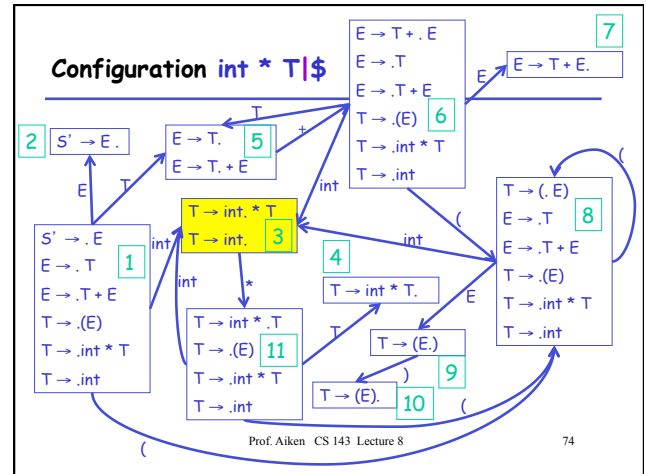 Configuration int * T|$
E → T + . E
E → .T
E → .T + E
T → .(E)
T → .int * T
T → .int
6
7
E → T + E.
E
2
S' → E .
E → T.
E → T. + E
5
T
+
E
T
int
(
(
T → int. * T
T → int.
3
S' → . E
E → . T
E → .T + E
T → .(E)
T → .int * T
T → .int
1
int
int
*
int
4
T → int * T.
T → (. E)
E → .T
E → .T + E
T → .(E)
T → .int * T
T → .int
8
T → int * .T
T → .(E)
T → .int * T
T → .int
11
T
E
T → (E.)
9
)
T → (E).
10
(
(
Prof. Aiken CS 143 Lecture 8
74